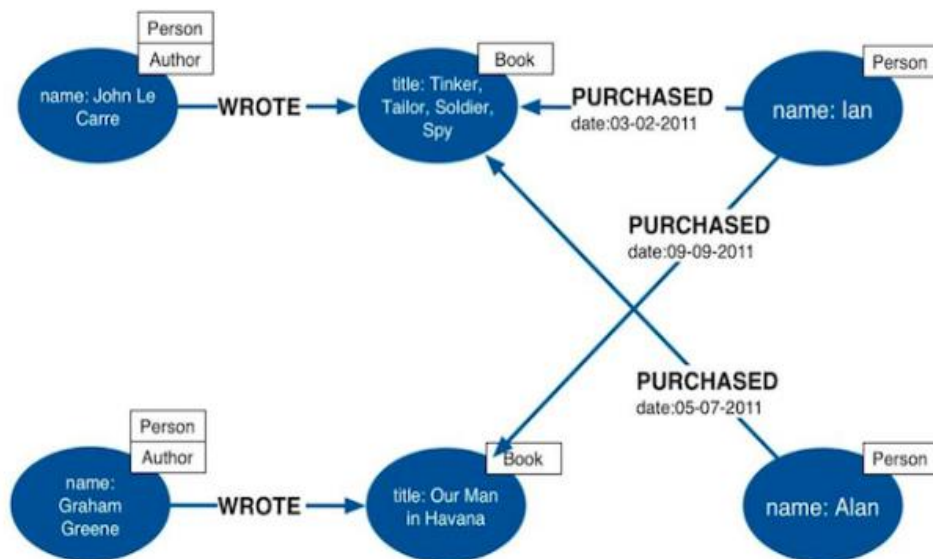 Person
Author
name: John Le
Carre
WROTE
Book
title: Tinker,
Tailor, Soldier,
Spy
PURCHASED
date:03-02-2011
Person
name: Ian
PURCHASED
date:09-09-2011
PURCHASED
date:05-07-2011
Person
Author
name:
Graham
Greene
WROTE
Book
title: Our Man
in Havana
Person
name: Alan